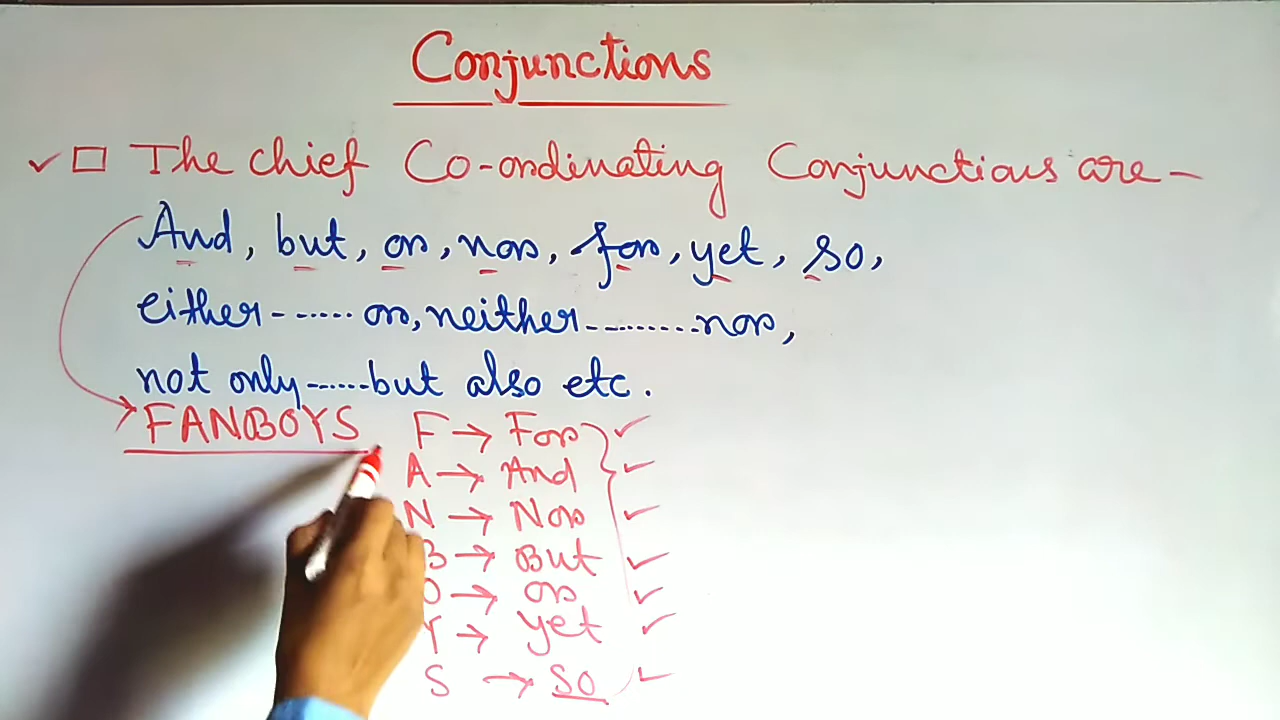 Conjunctions
✓ □ The chief Co-ordinating Conjunctions are-
And, but, or, nor, for, yet, so,
either-......or, neither-.........nor,
not only-......but also etc.
FANBOYS
F → For ✓
A → And ✓
N → Nor ✓
B → But ✓
O → or ✓
Y → yet ✓
S → so ✓